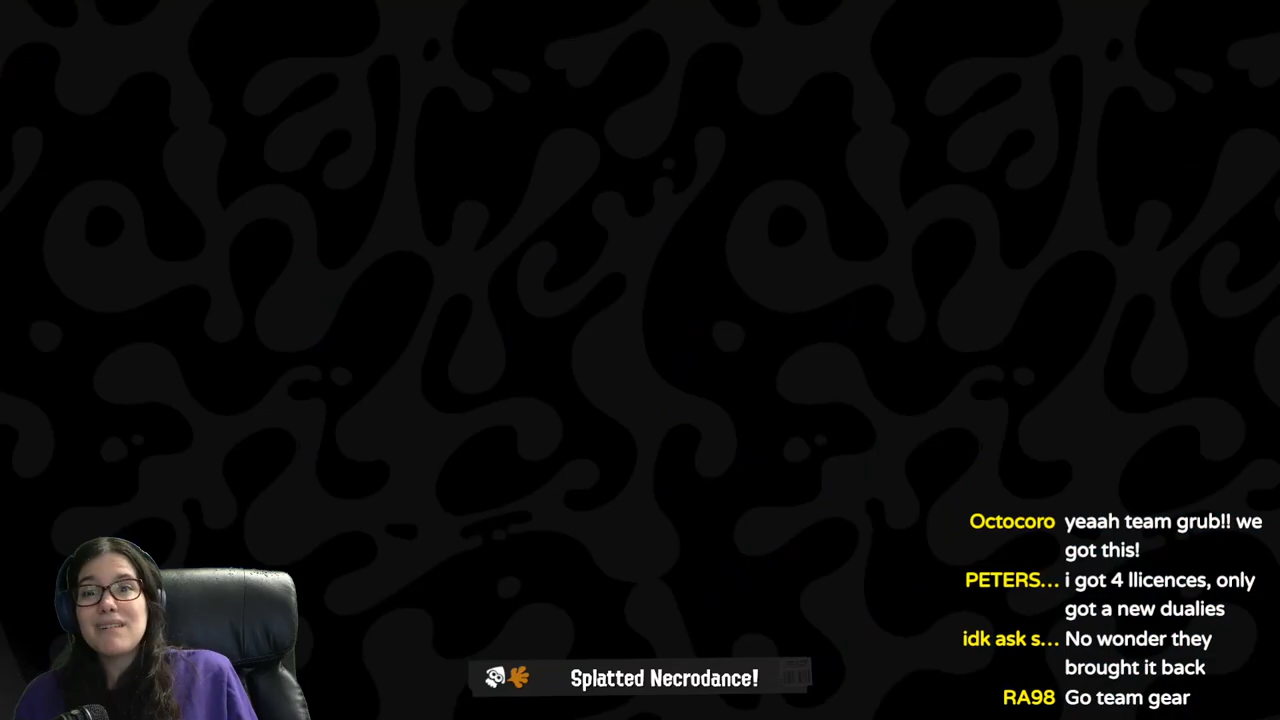 Octocoro yeaah team grub!! we
got this!
PETERS... i got 4 llicences, only
got a new dualies
idk ask s... No wonder they
brought it back
RA98 Go team gear
Splatted Necrodance!